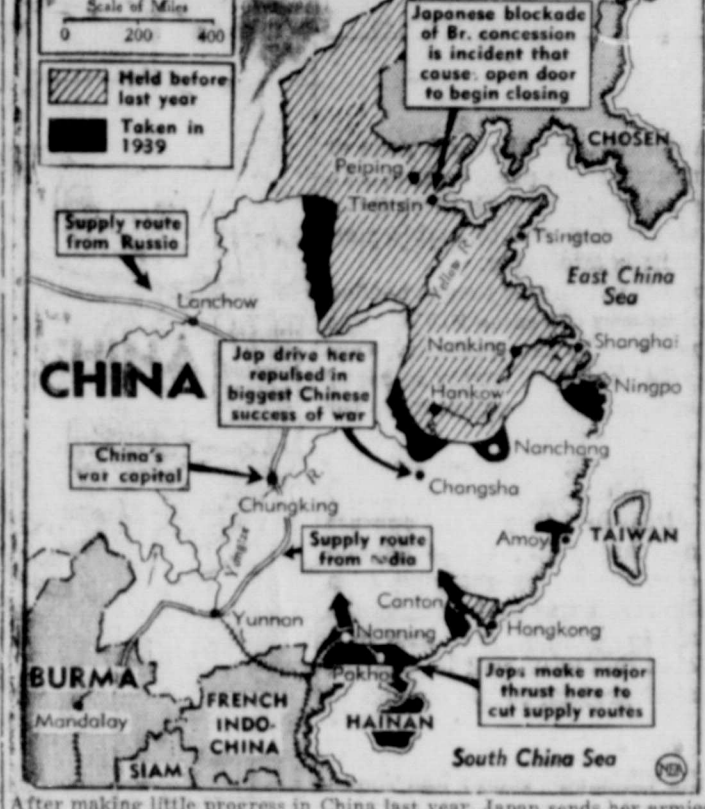 Scale of Miles
0 200 400
Held before
last year
Taken in
1939
Japanese blockade
of Br. concession
is incident that
cause. open door
to begin closing
CHOSEN
Peiping
Tientsin
Supply route
from Russia
Tsingtao
Yellow R.
East China
Sea
Lanchow
CHINA
Jap drive here
repulsed in
biggest Chinese
success of war
Nanking
Shanghai
Hankow
Ningpo
China's
war capital
Nanchang
Changsha
Chungking
Yangtze
R.
Supply route
from India
Amoy
TAIWAN
Canton
Yunnan
Nanning
Hongkong
BURMA
Pakhoi
Japs make major
thrust here to
cut supply routes
Mandalay
FRENCH
INDO-
CHINA
HAINAN
SIAM
South China Sea
NEA
After making little progress in China last year, Japan sends her